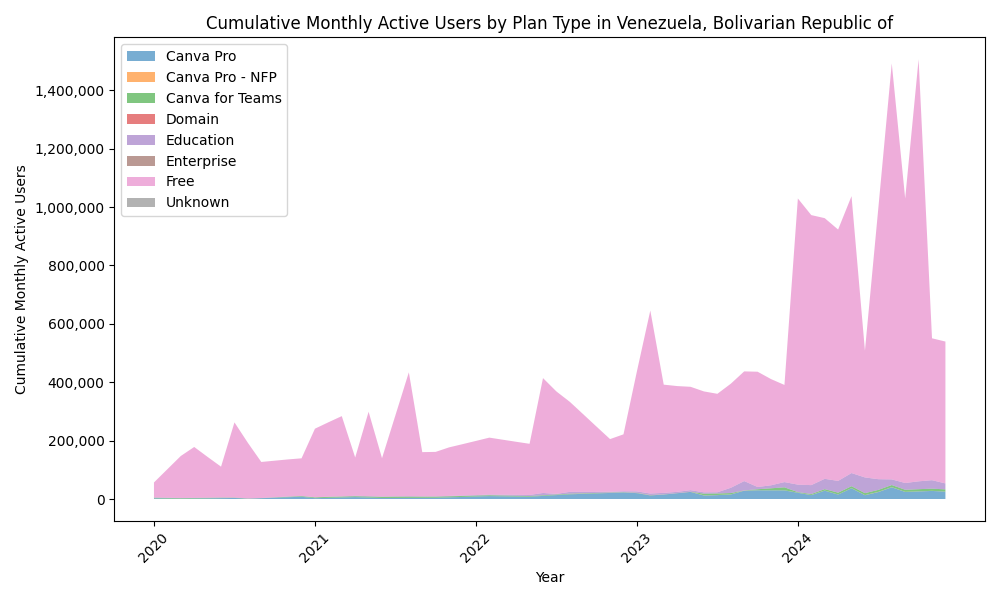 Cumulative Monthly Active Users by Plan Type in Venezuela, Bolivarian Republic of
Canva Pro
Canva Pro - NFP
Canva for Teams
Domain
Education
Enterprise
Free
Unknown
Cumulative Monthly Active Users
1,400,000
1,200,000
1,000,000
800,000
600,000
400,000
200,000
0
2020
2021
2022
2023
2024
Year